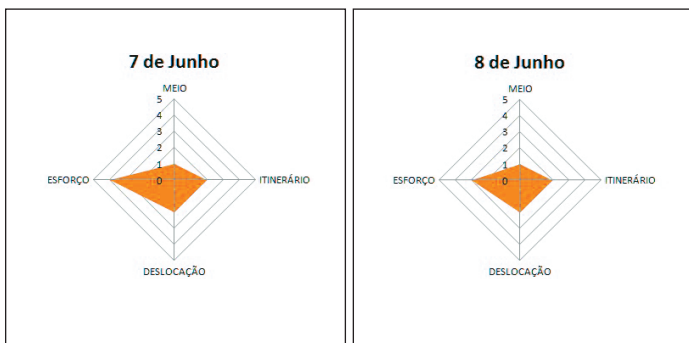 7 de Junho
MEIO
5
4
3
2
1
0
ESFORÇO
ITINERÁRIO
DESLOCAÇÃO
8 de Junho
MEIO
5
4
3
2
1
0
ESFORÇO
ITINERÁRIO
DESLOCAÇÃO